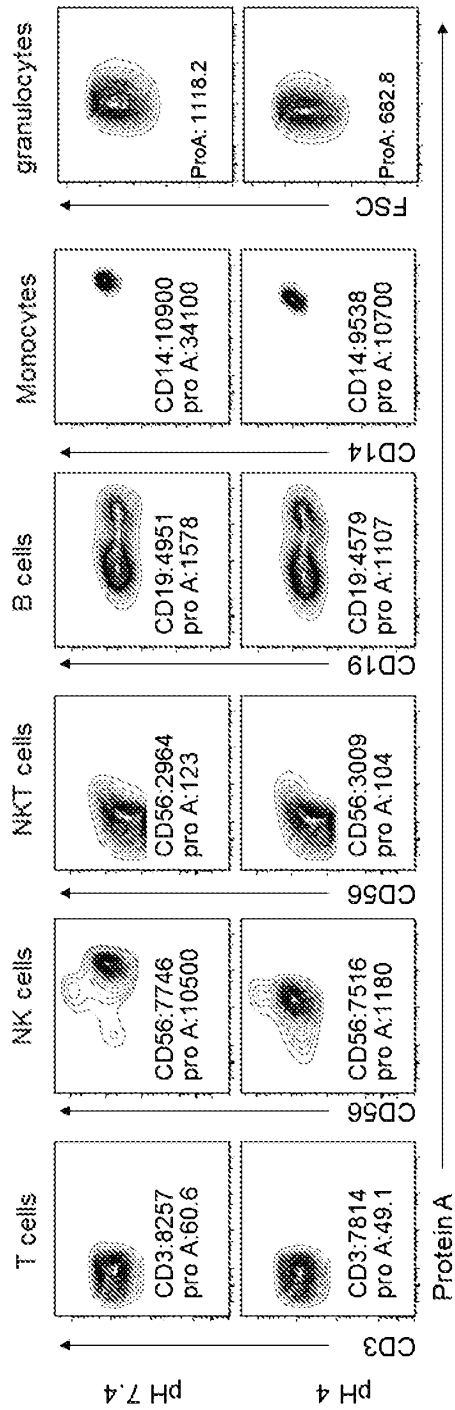 T cells
NK cells
NKT cells
B cells
Monocytes
granulocytes
pH 7.4
CD3:8257
pro A:60.6
CD56:7746
pro A:10500
CD56:2964
pro A:123
CD19:4951
pro A:1578
CD14:10900
pro A:34100
ProA: 1118.2
pH 4
CD3:7814
pro A:49.1
CD56:7516
pro A:1180
CD56:3009
pro A:104
CD19:4579
pro A:1107
CD14:9538
pro A:10700
ProA: 662.8
CD3
CD56
CD56
CD19
CD14
FSC
Protein A